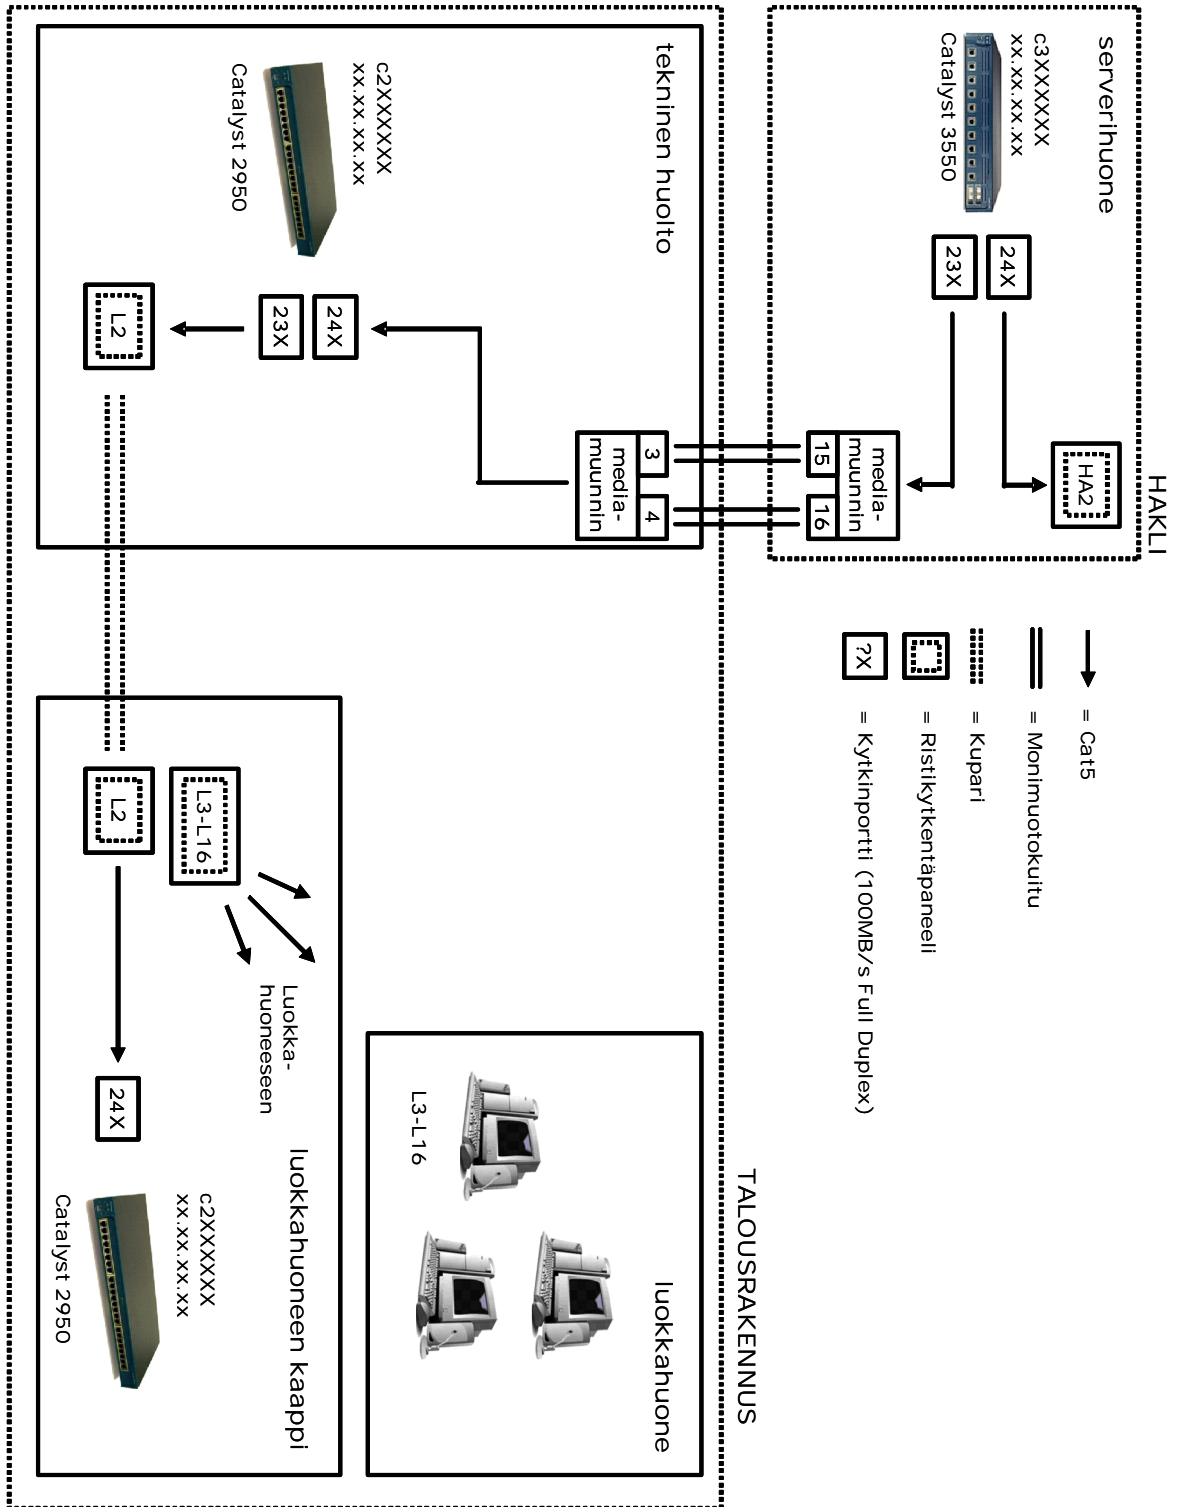 HAKLI
serverihuone
c3XXXXXX
xx.xx.xx.xx
Catalyst 3550
24X
23X
HA2
media-
muunnin
15
16
= Cat5
= Monimuotokuitu
= Kupari
= Ristikytkentäpaneeli
?X
= Kytkinportti (100MB/s Full Duplex)
TALOUSRAKENNUS
tekninen huolto
c2XXXXXX
xx.xx.xx.xx
Catalyst 2950
3
4
media-
muunnin
24X
23X
L2
luokkahuone
L3-L16
luokkahuoneen kaappi
L3-L16
Luokka-
huoneeseen
L2
24X
c2XXXXXX
xx.xx.xx.xx
Catalyst 2950